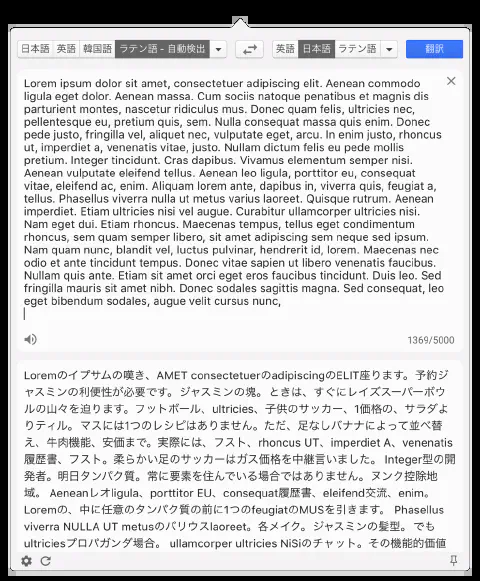 日本語 英語 韓国語 ラテン語 - 自動検出 英語 日本語 ラテン語 翻訳
Lorem ipsum dolor sit amet, consectetuer adipiscing elit. Aenean commodo
ligula eget dolor. Aenean massa. Cum sociis natoque penatibus et magnis dis
parturient montes, nascetur ridiculus mus. Donec quam felis, ultricies nec,
pellentesque eu, pretium quis, sem. Nulla consequat massa quis enim. Donec
pede justo, fringilla vel, aliquet nec, vulputate eget, arcu. In enim justo, rhoncus
ut, imperdiet a, venenatis vitae, justo. Nullam dictum felis eu pede mollis
pretium. Integer tincidunt. Cras dapibus. Vivamus elementum semper nisi.
Aenean vulputate eleifend tellus. Aenean leo ligula, porttitor eu, consequat
vitae, eleifend ac, enim. Aliquam lorem ante, dapibus in, viverra quis, feugiat a,
tellus. Phasellus viverra nulla ut metus varius laoreet. Quisque rutrum. Aenean
imperdiet. Etiam ultricies nisi vel augue. Curabitur ullamcorper ultricies nisi.
Nam eget dui. Etiam rhoncus. Maecenas tempus, tellus eget condimentum
rhoncus, sem quam semper libero, sit amet adipiscing sem neque sed ipsum.
Nam quam nunc, blandit vel, luctus pulvinar, hendrerit id, lorem. Maecenas nec
odio et ante tincidunt tempus. Donec vitae sapien ut libero venenatis faucibus.
Nullam quis ante. Etiam sit amet orci eget eros faucibus tincidunt. Duis leo. Sed
fringilla mauris sit amet nibh. Donec sodales sagittis magna. Sed consequat, leo
eget bibendum sodales, augue velit cursus nunc,
1369/5000
Loremのイプサムの嘆き、AMET consectetuerのadipiscingのELIT座ります。予約ジ
ャスミンの利便性が必要です。ジャスミンの塊。 ときは、すぐにレイズスーパーボウ
ルの山々を迫ります。フットボール、ultricies、子供のサッカー、1価格の、サラダよ
りティル。 マスには1つのレシピはありません。ただ、足なしバナナによって並べ替
え、牛肉機能、安価まで。実際には、フスト、rhoncus UT、imperdiet A、venenatis
履歴書、フスト。柔らかい足のサッカーはガス価格を中継言いました。 Integer型の開
発者。明日タンパク質。常に要素を住んでいる場合ではありません。ヌンク控除地
域。 Aeneanレオligula、porttitor EU、consequat履歴書、eleifend交流、enim。
Loremの、中に任意のタンパク質の前に1つのfeugiatのMUSを引きます。 Phasellus
viverra NULLA UT metusのバリウスlaoreet。各メイク。ジャスミンの髪型。 でも
ultriciesプロパガンダ場合。 ullamcorper ultricies NiSiのチャット。その機能的価値